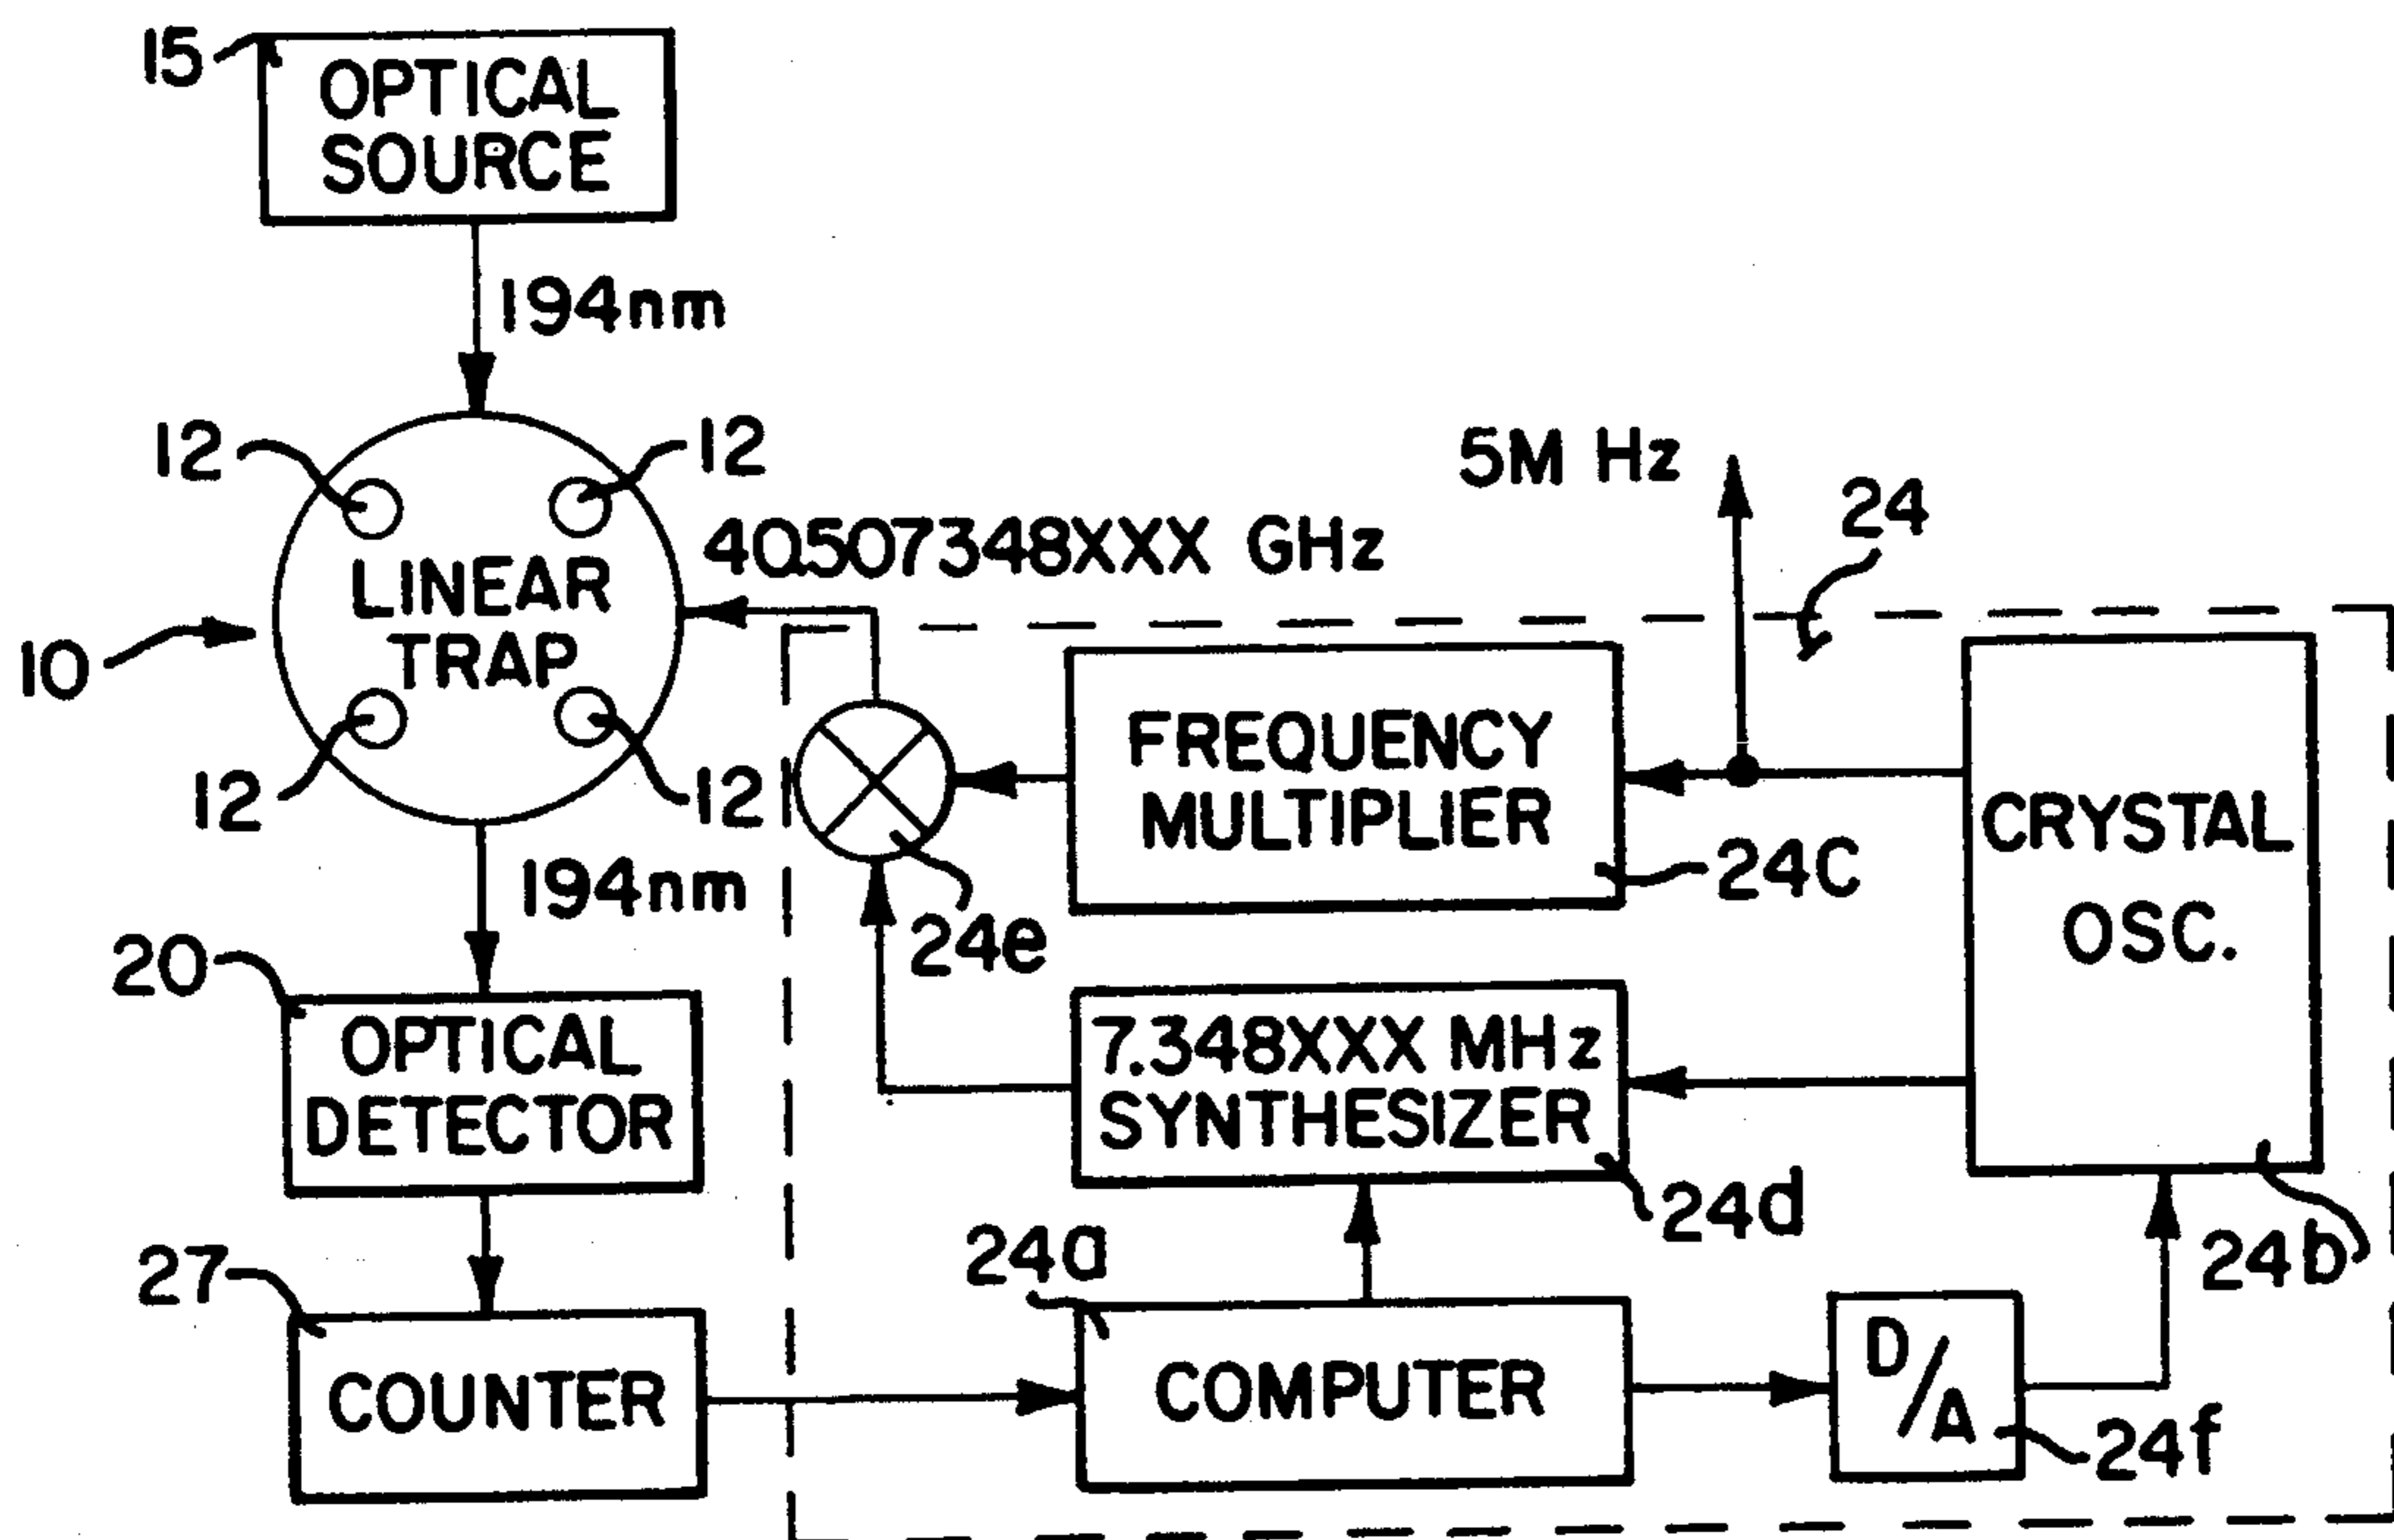 15
OPTICAL
SOURCE
194nm
12
12
5M Hz
24
40.507348XXX GHz
LINEAR
TRAP
10
12
12
FREQUENCY
MULTIPLIER
24C
CRYSTAL
OSC.
194nm
24e
20
OPTICAL
DETECTOR
7.348XXX MHz
SYNTHESIZER
24d
24b
27
24a
COUNTER
COMPUTER
D/A
24f